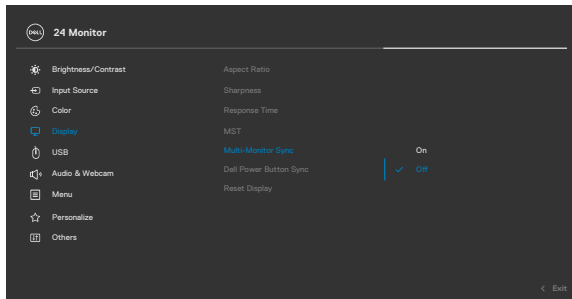 DELL 24 Monitor
Brightness/Contrast
Input Source
Color
Display
USB
Audio & Webcam
Menu
Personalize
Others
Aspect Ratio
Sharpness
Response Time
MST
Multi-Monitor Sync
Dell Power Button Sync
Reset Display
On
Off
Exit